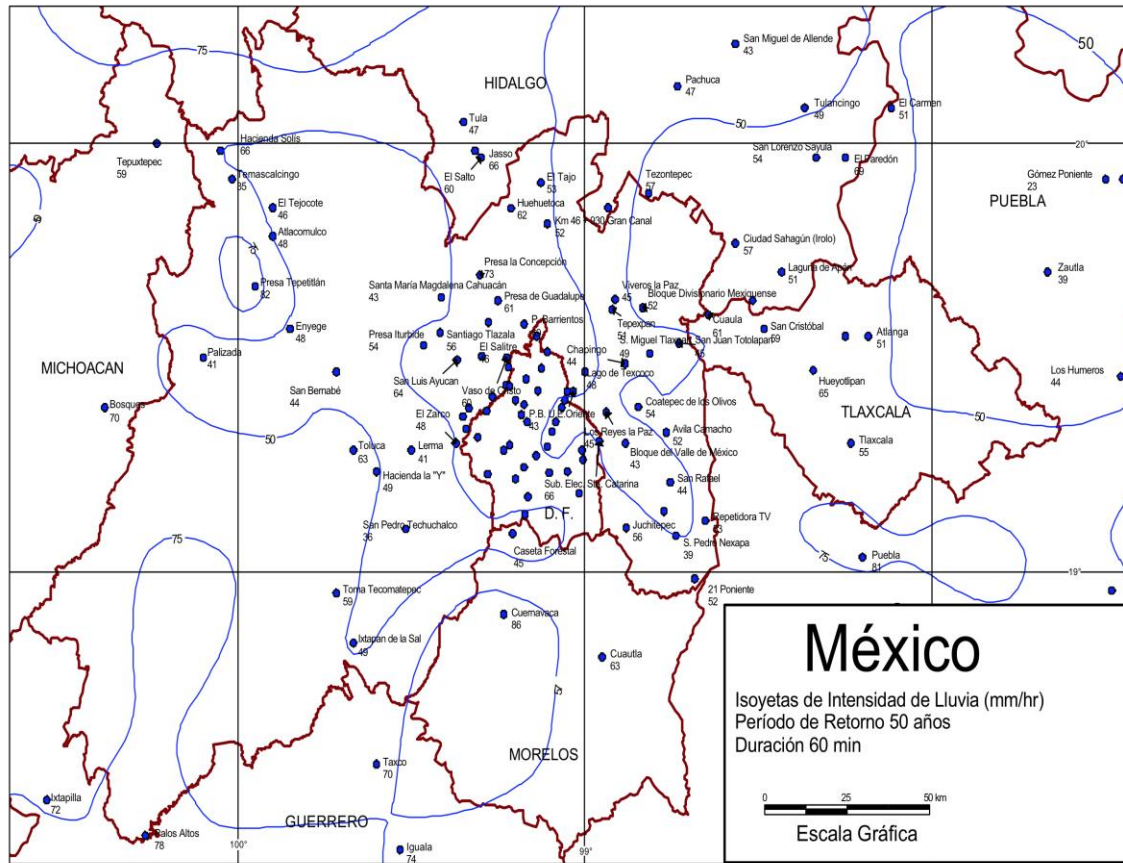 75
50
San Miguel de Allende
43
HIDALGO
Pachuca
47
Tulancingo
49
El Carmen
51
Tula
47
50
Hacienda Solís
66
Tepuxtepec
59
Jasso
66
El Salto
60
San Lorenzo Sayula
54
El Paredón
69
20°
Temascalcingo
El Tajo
53
Tezontepec
57
Gómez Poniente
23
PUEBLA
El Tejocote
46
Huehuetoca
62
Km 46 + 930 Gran Canal
52
Atlacomulco
48
Ciudad Sahagún (Irolo)
57
Presa Tepetitlán
82
Presa la Concepción
73
Laguna de Apan
51
Zautla
39
Santa María Magdalena Cahuacán
43
Presa de Guadalupe
61
Viveros la Paz
45
Bloque Divisionario Mexiquense
52
Enyege
48
Presa Iturbide
54
Santiago Tlazala
56
P. Barrientos
Tepexpan
51
Cuaula
61
San Cristóbal
69
Atlanga
51
MICHOACAN
Palizada
41
El Salitre
46
Chapingo
44
S. Miguel Tlaxpan
49
San Juan Totolapan
45
San Bernabé
44
San Luis Ayucan
64
Lago de Texcoco
48
Hueyotlipan
65
Los Humeros
44
Bosques
70
Vaso de Cristo
60
Coatepec de los Olivos
54
TLAXCALA
50
El Zarco
48
P.B. U.E.Oriente
43
Los Reyes la Paz
45
Avila Camacho
52
50
Toluca
63
Lerma
41
Bloque del Valle de México
43
Tlaxcala
55
Hacienda la "Y"
49
Sub. Elec. Sta. Catarina
66
San Rafael
44
San Pedro Techuchalco
36
D. F.
Juchitepec
56
Repetidora TV
S. Pedro Nexapa
39
75
Caseta Forestal
45
75
Puebla
81
19°
Toma Tecomatepec
59
21 Poniente
52
Cuernavaca
86
Ixtapan de la Sal
49
Cuautla
63
México
Isoyetas de Intensidad de Lluvia (mm/hr)
Período de Retorno 50 años
Duración 60 min
75
MORELOS
Taxco
70
Ixtapilla
72
0 25 50 km
Escala Gráfica
GUERRERO
Palos Altos
78
100°
Iguala
74
99°